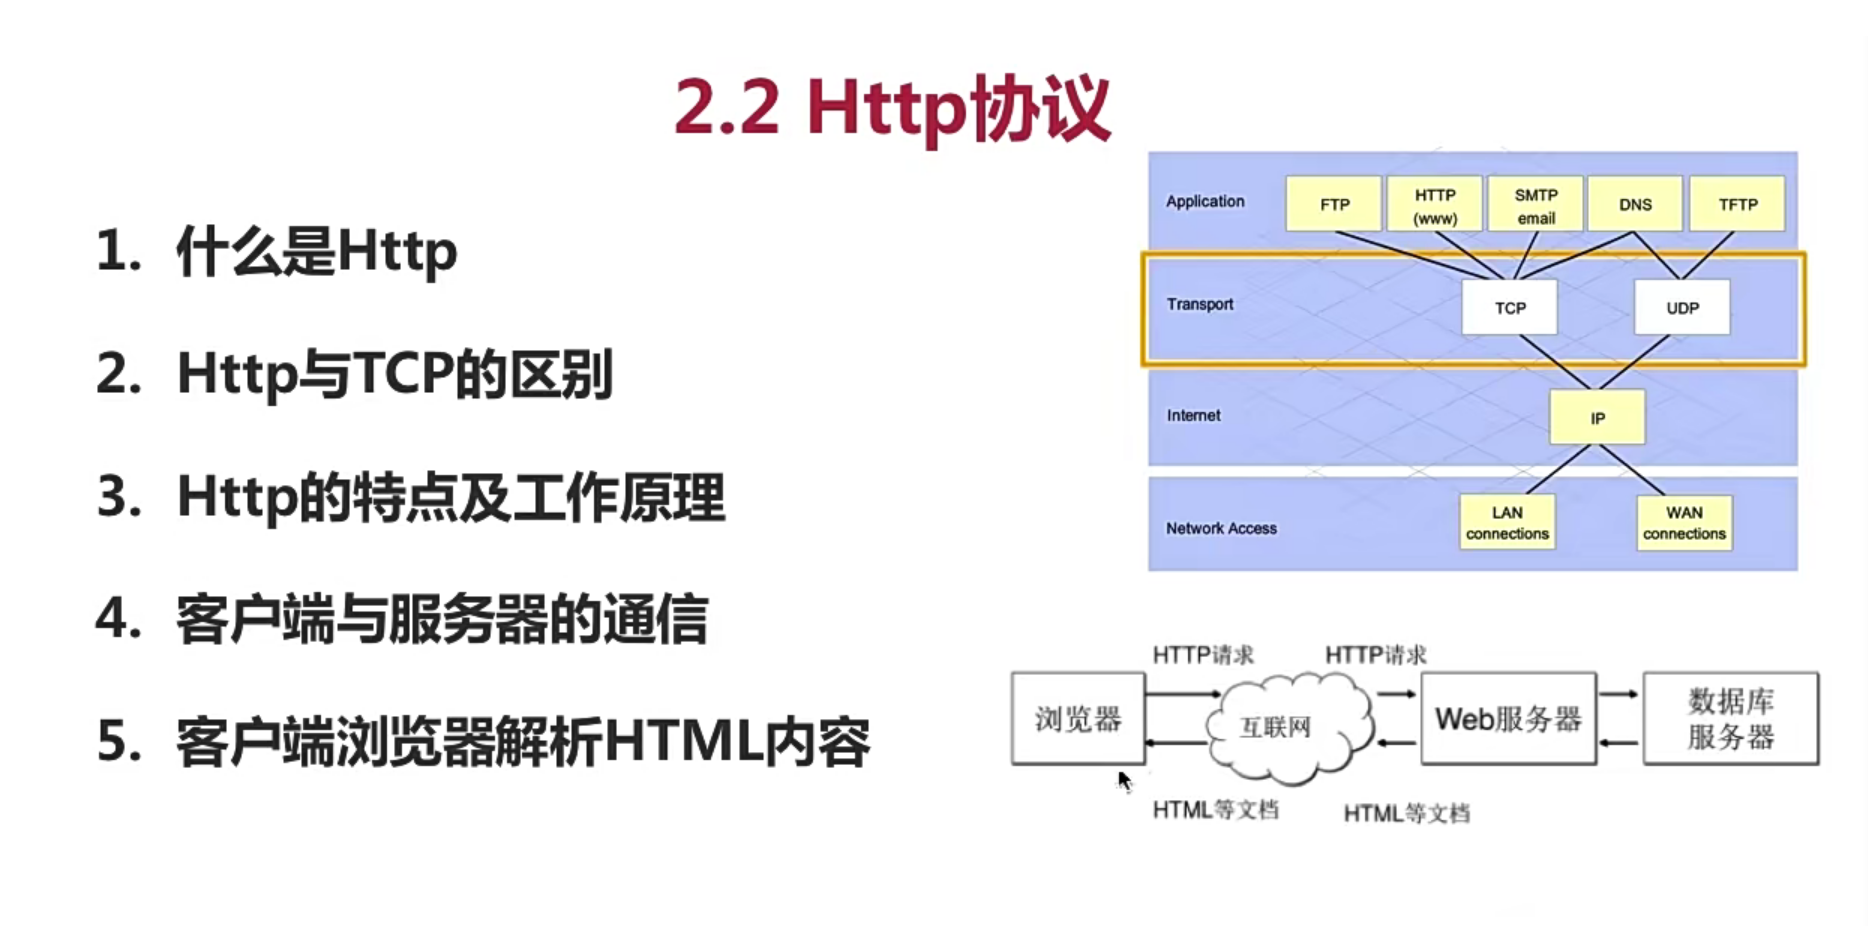 2.2 Http协议
1. 什么是Http
2. Http与TCP的区别
3. Http的特点及工作原理
4. 客户端与服务器的通信
5. 客户端浏览器解析HTML内容
Application
FTP
HTTP
(www)
SMTP
email
DNS
TFTP
Transport
TCP
UDP
Internet
IP
Network Access
LAN
connections
WAN
connections
HTTP请求
HTTP请求
浏览器
互联网
Web服务器
数据库
服务器
HTML等文档
HTML等文档